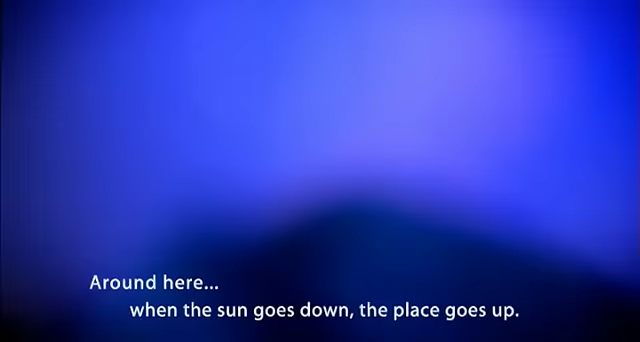 Around here...
when the sun goes down, the place goes up.